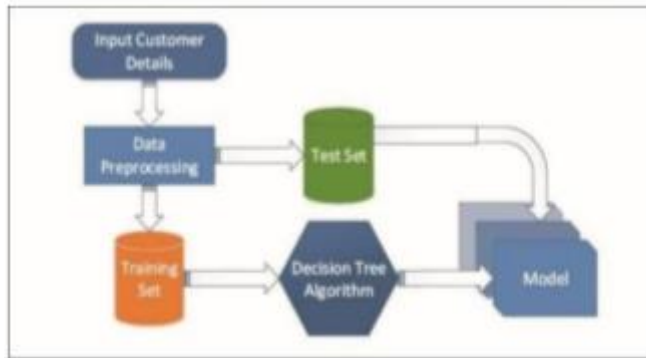 Input Customer
Details
Data
Preprocessing
Test Set
Training
Set
Decision Tree
Algorithm
Model